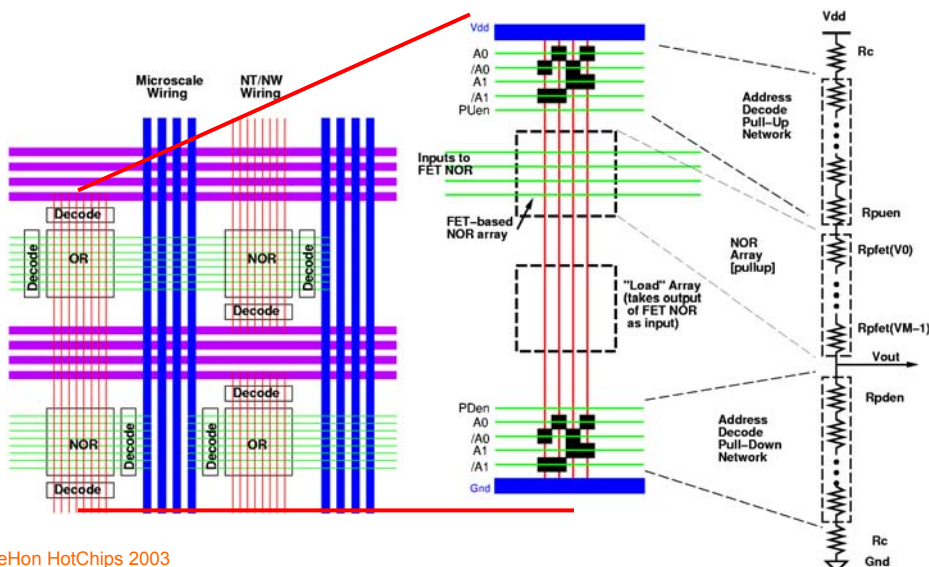 Microscale
Wiring
NT/NW
Wiring
Decode
Decode
OR
NOR
Decode
Decode
Decode
NOR
Decode
Decode
OR
Decode
Vdd
A0
/A0
A1
/A1
PUen
Inputs to
FET NOR
FET-based
NOR array
"Load" Array
(takes output
of FET NOR
as input)
PDen
A0
/A0
A1
/A1
Gnd
Address
Decode
Pull-Up
Network
NOR
Array
[pullup]
Address
Decode
Pull-Down
Network
Vdd
Rc
Rpuen
Rpfet(V0)
Rpfet(VM-1)
Vout
Rpden
Rc
Gnd
eHon HotChips 2003